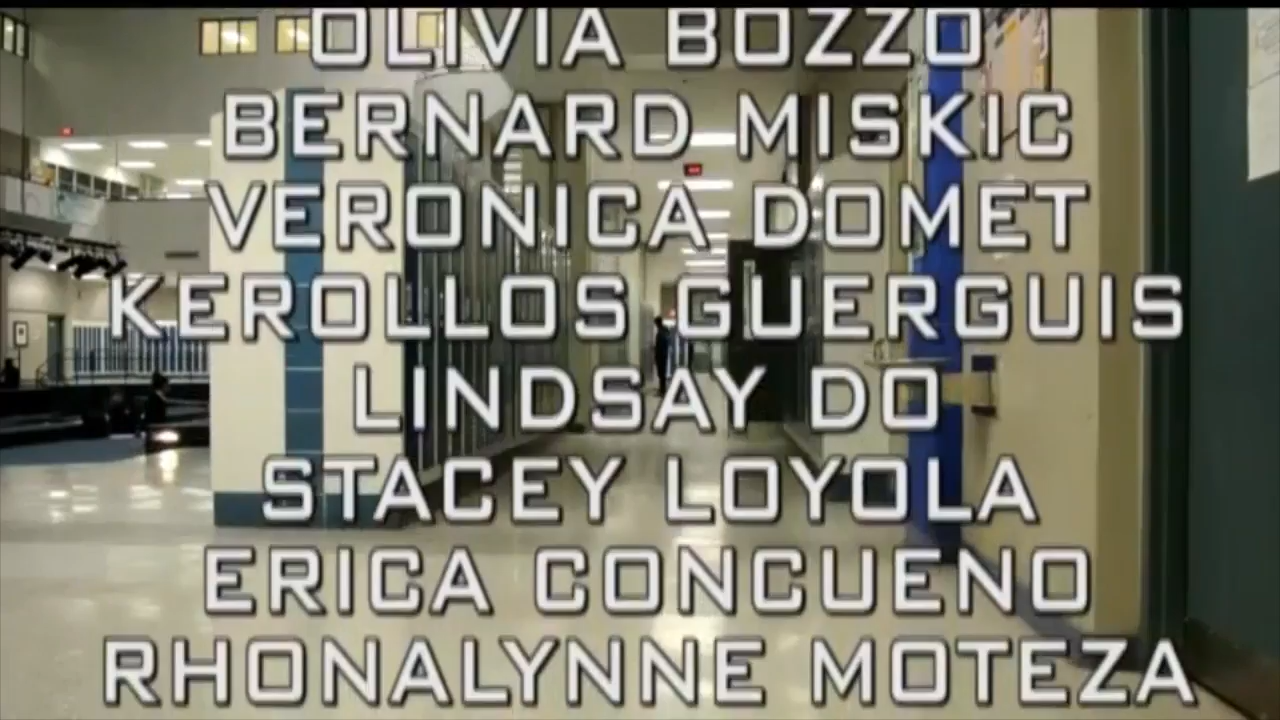 OLIVIA BOZZO
BERNARD MISKIC
VERONICA DOMET
KEROLLOS GUERGUIS
LINDSAY DO
STACEY LOYOLA
ERICA CONCUENO
RHONALYNNE MOTEZA